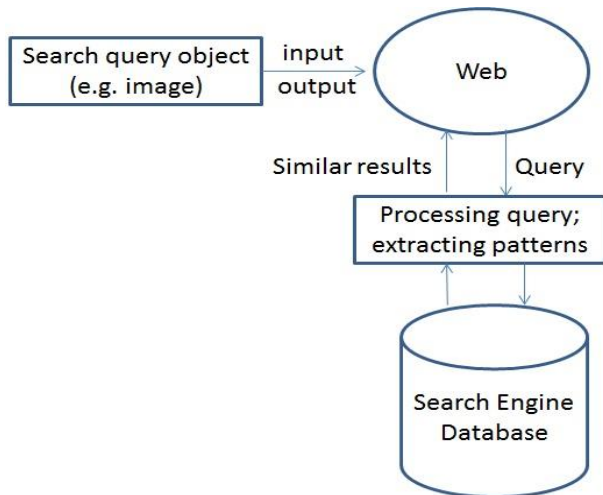 Search query object
(e.g. image)
input
output
Web
Similar results
Query
Processing query;
extracting patterns
Search Engine
Database